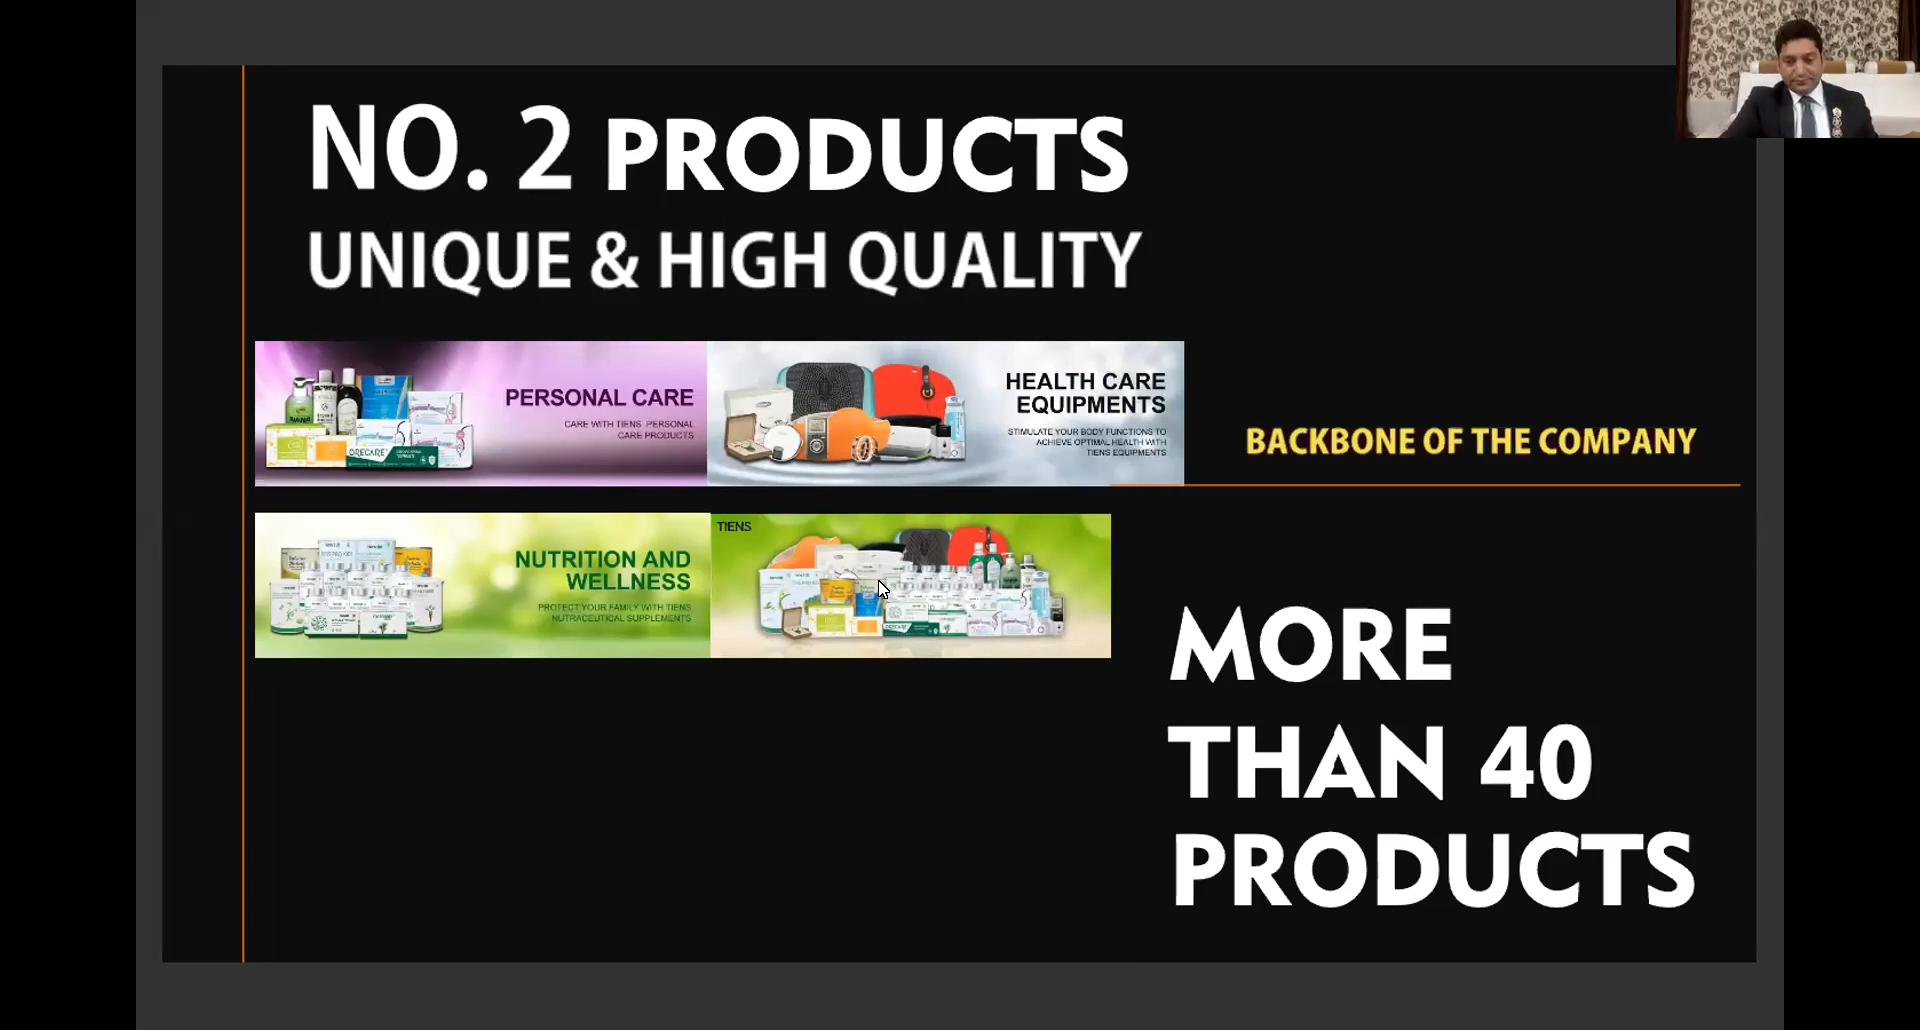 NO. 2 PRODUCTS
UNIQUE & HIGH QUALITY
PERSONAL CARE
CARE WITH TIENS PERSONAL
CARE PRODUCTS
HEALTH CARE
EQUIPMENTS
STIMULATE YOUR BODY FUNCTIONS TO
ACHIEVE OPTIMAL HEALTH WITH
TIENS EQUIPMENTS
BACKBONE OF THE COMPANY
NUTRITION AND
WELLNESS
PROTECT YOUR FAMILY WITH TIENS
NUTRACEUTICAL SUPPLEMENTS
TIENS
ORECARE
ORECARE
MORE
THAN 40
PRODUCTS